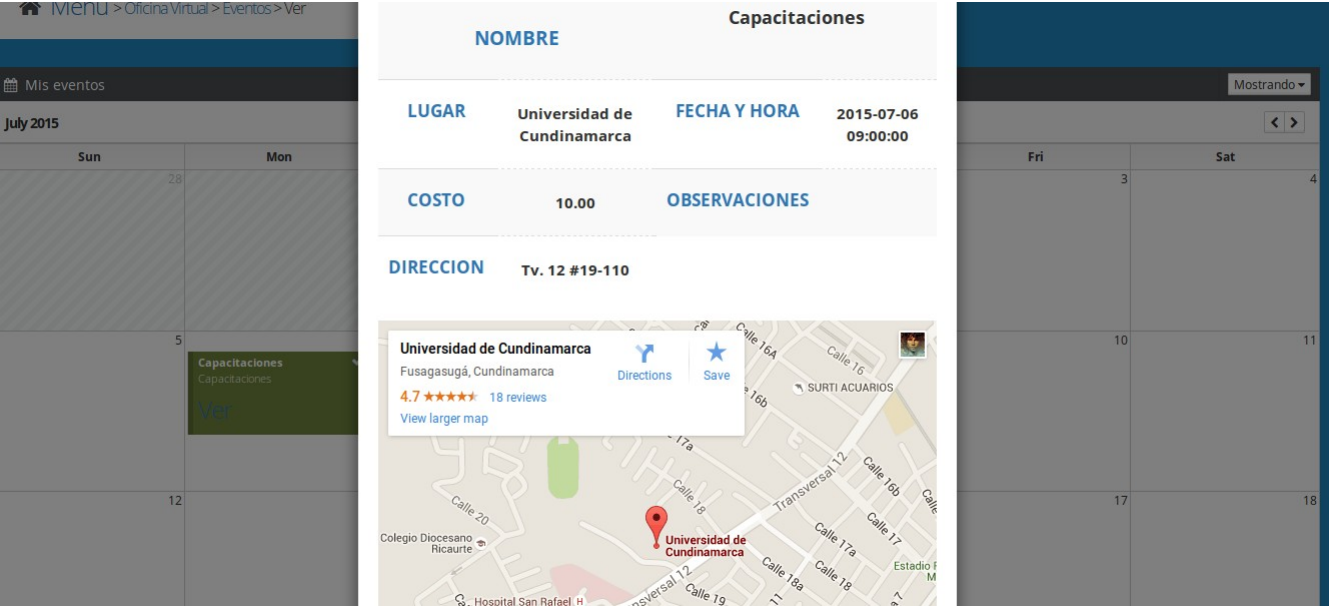 Menú > Oficina Virtual > Eventos > Ver
Mis eventos
Mostrando
July 2015
Sun
Mon
Fri
Sat
28
3
4
5
10
11
12
17
18
Capacitaciones
Capacitaciones
Ver
NOMBRE
Capacitaciones
LUGAR
Universidad de
Cundinamarca
FECHA Y HORA
2015-07-06
09:00:00
COSTO
10.00
OBSERVACIONES
DIRECCION
Tv. 12 #19-110
Universidad de Cundinamarca
Fusagasugá, Cundinamarca
4.7
18 reviews
View larger map
Directions
Save
Calle 16A
Calle 16
SURTI ACUARIOS
16b
17a
Transversal 12
Calle 16b
Calle 18
Calle 20
Calle 17
Calle 17a
Colegio Diocesano
Ricaurte
Universidad de
Cundinamarca
Estadio
Calle 18a
Calle 18
Calle 19
Hospital San Rafael H